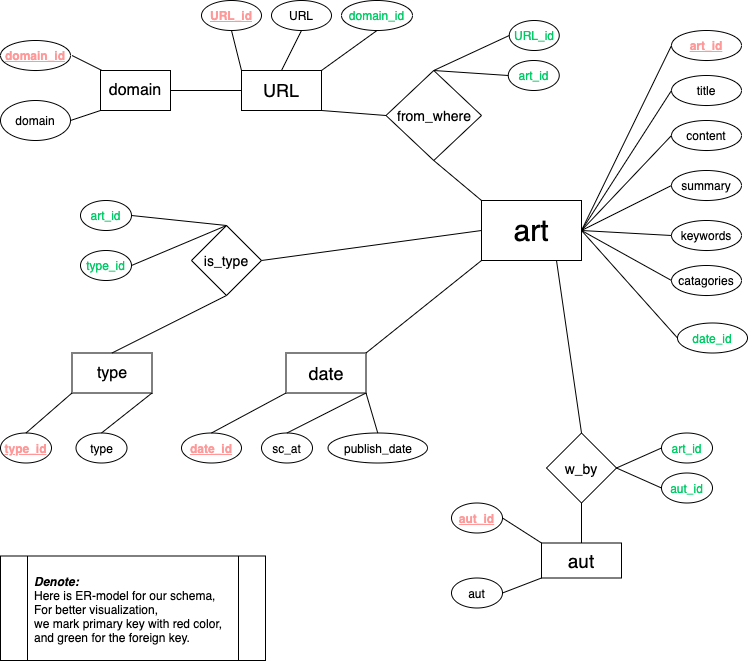 URL_id
URL
domain_id
domain_id
domain
URL
domain
from_where
URL_id
art_id
art_id
title
content
summary
keywords
catagories
date_id
art
art_id
type_id
is_type
type
type_id
type
date
date_id
sc_at
publish_date
w_by
art_id
aut_id
aut_id
aut
aut
Denote:
Here is ER-model for our schema,
For better visualization,
we mark primary key with red color,
and green for the foreign key.